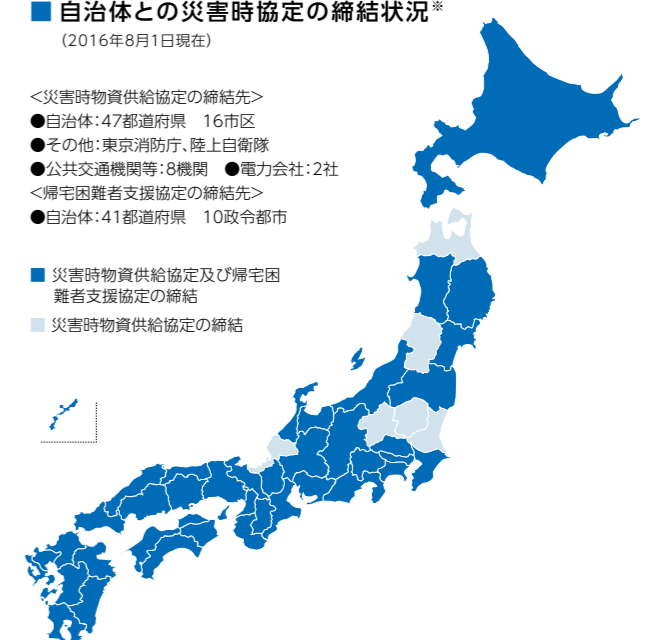 ■ 自治体との災害時協定の締結状況※
（2016年8月1日現在）
＜災害時物資供給協定の締結先＞
●自治体：47都道府県　16市区
●その他：東京消防庁、陸上自衛隊
●公共交通機関等：8機関　●電力会社：2社
＜帰宅困難者支援協定の締結先＞
●自治体：41都道府県　10政令都市
■ 災害時物資供給協定及び帰宅困
難者支援協定の締結
■ 災害時物資供給協定の締結